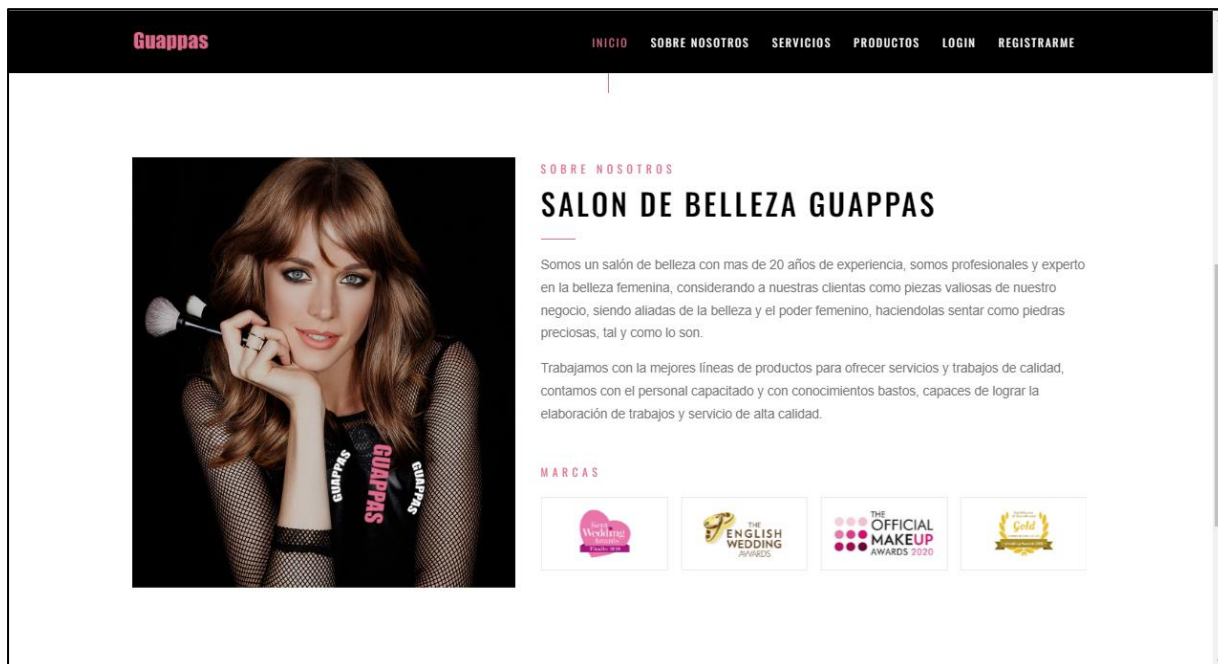 Guappas
INICIO SOBRE NOSOTROS SERVICIOS PRODUCTOS LOGIN REGISTRARME
SOBRE NOSOTROS
SALON DE BELLEZA GUAPPAS
Somos un salón de belleza con mas de 20 años de experiencia, somos profesionales y experto
en la belleza femenina, considerando a nuestras clientas como piezas valiosas de nuestro
negocio, siendo aliadas de la belleza y el poder femenino, haciendolas sentar como piedras
preciosas, tal y como lo son.
Trabajamos con la mejores líneas de productos para ofrecer servicios y trabajos de calidad,
contamos con el personal capacitado y con conocimientos bastos, capaces de lograr la
elaboración de trabajos y servicio de alta calidad.
GUAPPAS
GUAPPAS
GUAPPAS
MARCAS
Wedding
THE
ENGLISH
WEDDING
AWARDS
THE
OFFICIAL
MAKEUP
AWARDS 2020
Gold